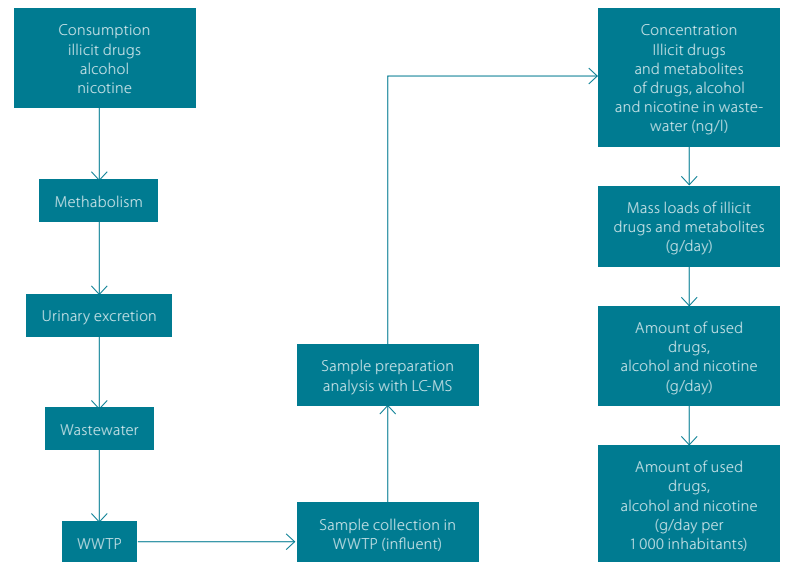 Consumption
illicit drugs
alcohol
nicotine
Methabolism
Urinary excretion
Wastewater
WWTP
Sample collection in
WWTP (influent)
Sample preparation
analysis with LC-MS
Concentration
Illicit drugs
and metabolites
of drugs, alcohol
and nicotine in waste-
water (ng/l)
Mass loads of illicit
drugs and metabolites
(g/day)
Amount of used
drugs,
alcohol and nicotine
(g/day)
Amount of used
drugs,
alcohol and nicotine
(g/day per
1 000 inhabitants)